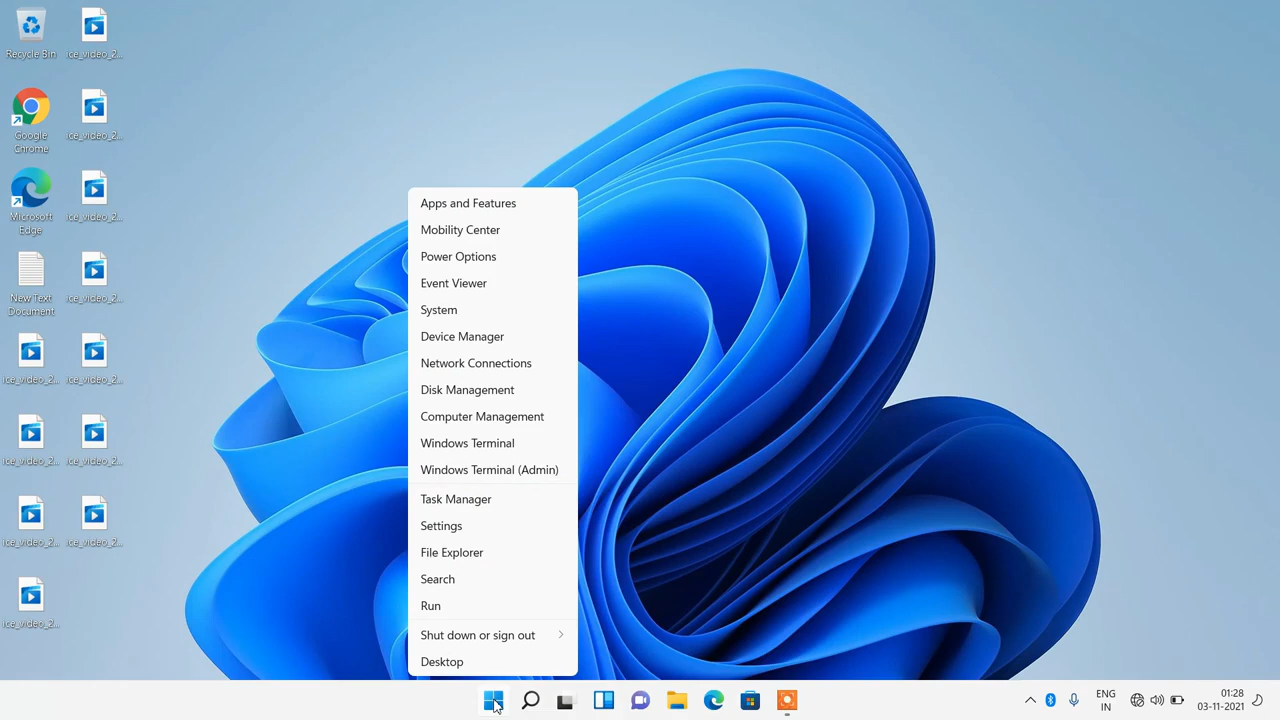 Recycle Bin
ice_video_2...
Google
Chrome
ice_video_2...
Microsoft
Edge
ice_video_2...
New Text
Document
ice_video_2...
ice_video_2...
ice_video_2...
ice_video_2...
ice_video_2...
ice_video_2...
ice_video_2...
ice_video_2...
Apps and Features
Mobility Center
Power Options
Event Viewer
System
Device Manager
Network Connections
Disk Management
Computer Management
Windows Terminal
Windows Terminal (Admin)
Task Manager
Settings
File Explorer
Search
Run
Shut down or sign out
Desktop
ENG
IN
01:28
03-11-2021